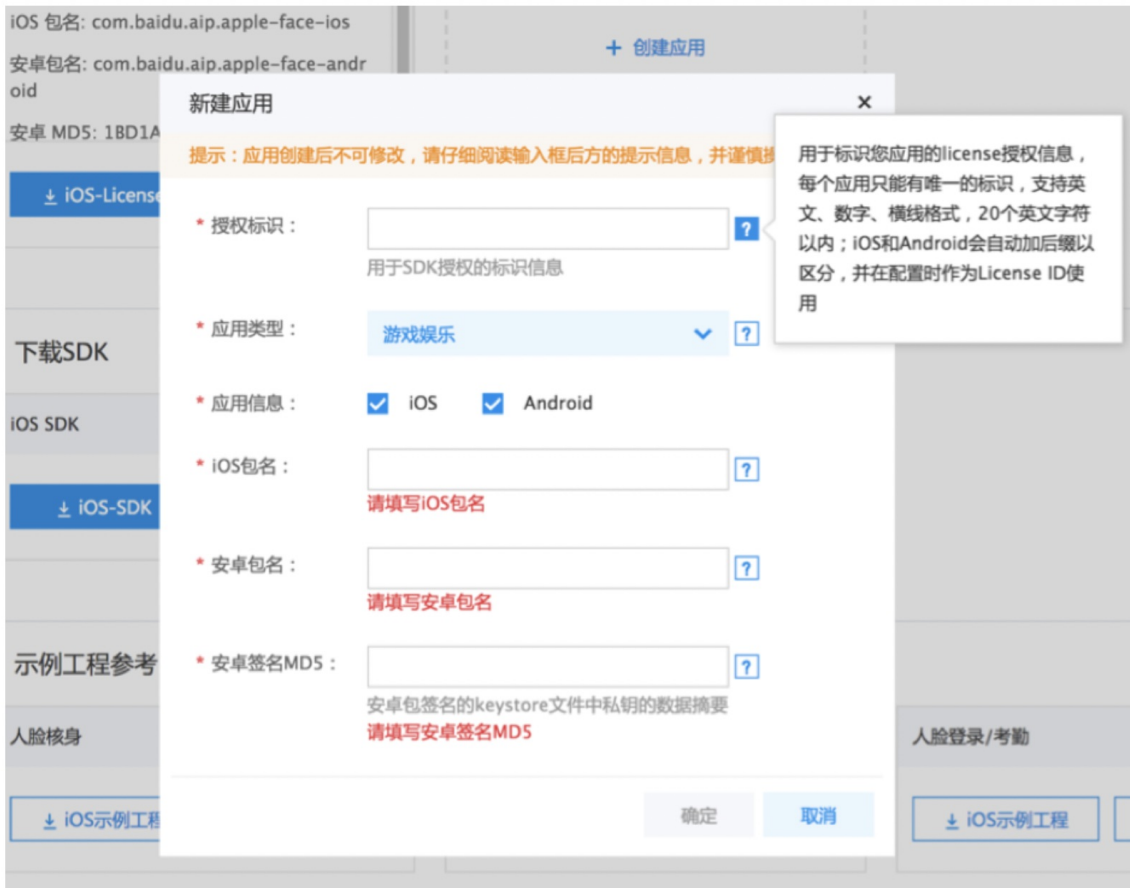 iOS 包名: com.baidu.aip.apple-face-ios
安卓包名: com.baidu.aip.apple-face-andr
oid
安卓 MD5: 1BD1A
iOS-License
+ 创建应用
新建应用
×
提示：应用创建后不可修改，请仔细阅读输入框后方的提示信息，并谨慎
* 授权标识：
?
用于SDK授权的标识信息
用于标识您应用的license授权信息，
每个应用只能有唯一的标识，支持英
文、数字、横线格式，20个英文字符
以内；iOS和Android会自动加后缀以
区分，并在配置时作为License ID使
用
* 应用类型：
游戏娱乐
?
* 应用信息：
iOS
Android
* iOS包名：
?
请填写iOS包名
* 安卓包名：
?
请填写安卓包名
* 安卓签名MD5：
?
安卓包签名的keystore文件中私钥的数据摘要
请填写安卓签名MD5
确定
取消
下载SDK
iOS SDK
iOS-SDK
示例工程参考
人脸核身
iOS示例工程
人脸登录/考勤
iOS示例工程